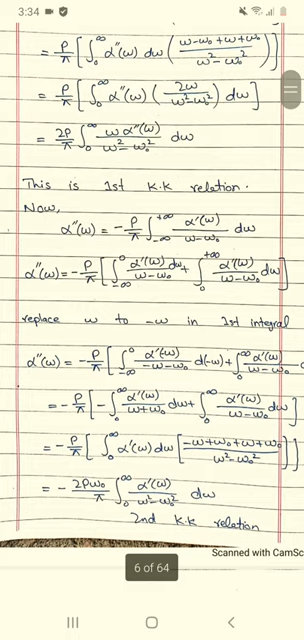 3:34
= P/π [ ∫₀^∞ α''(ω) dω ( (ω-ω₀+ω+ω₀)/(ω²-ω₀²) ) ]
= P/π [ ∫₀^∞ α''(ω) ( 2ω/(ω²-ω₀²) ) dω ]
= 2P/π ∫₀^∞ ω α''(ω)/(ω²-ω₀²) dω
This is 1st K.K relation.
Now,
α''(ω) = -P/π ∫₋∞^+∞ α'(ω)/(ω-ω₀) dω
α''(ω) = -P/π [ ∫₋∞^0 α'(ω)/(ω-ω₀) dω + ∫₀^+∞ α'(ω)/(ω-ω₀) dω ]
replace ω to -ω in 1st integral
α''(ω) = -P/π [ ∫ α'(-ω)/(-ω-ω₀) d(-ω) + ∫₀^∞ α'(ω)/(ω-ω₀)
= -P/π [ -∫₀^∞ α'(ω)/(ω+ω₀) dω + ∫₀^∞ α'(ω)/(ω-ω₀) dω ]
= -P/π [ ∫₀^∞ α'(ω) dω [ (-ω+ω₀+ω+ω₀)/(ω²-ω₀²) ] ]
= -2Pω₀/π ∫₀^∞ α'(ω)/(ω²-ω₀²) dω
2nd K.K relation
Scanned with CamSc
6 of 64